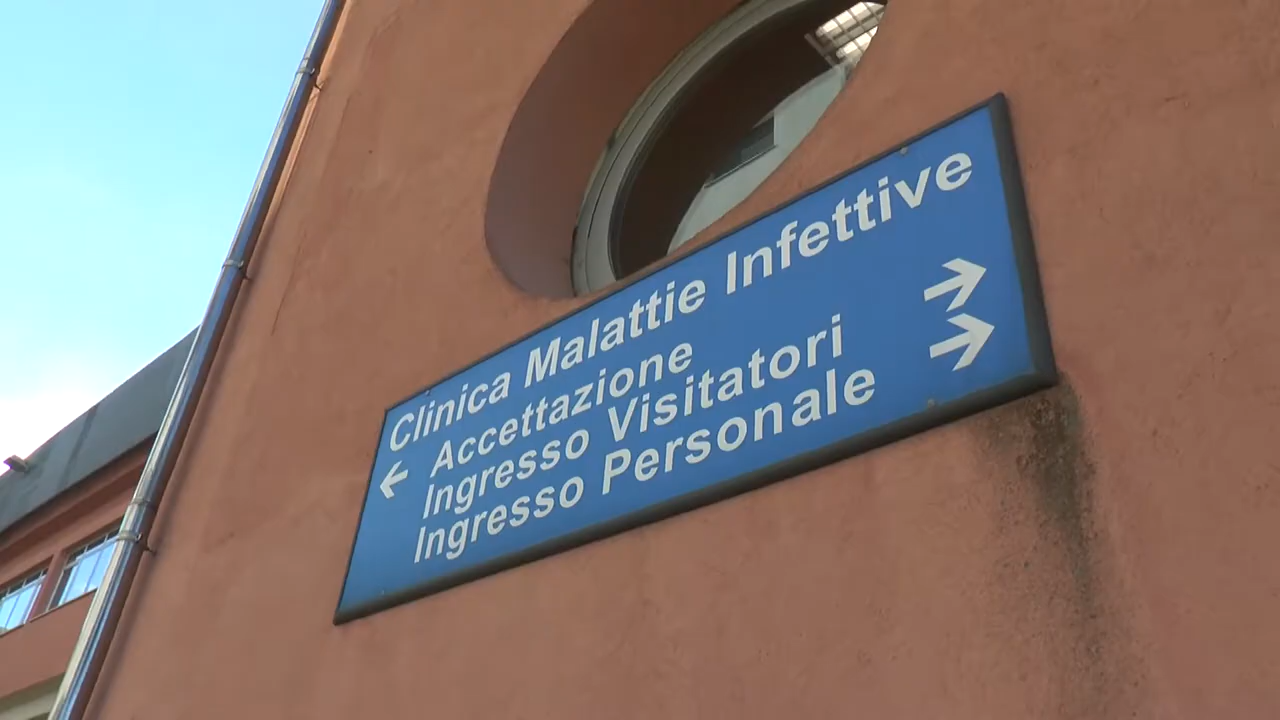 Clinica Malattie Infettive
← Accettazione
Ingresso Visitatori →
Ingresso Personale →